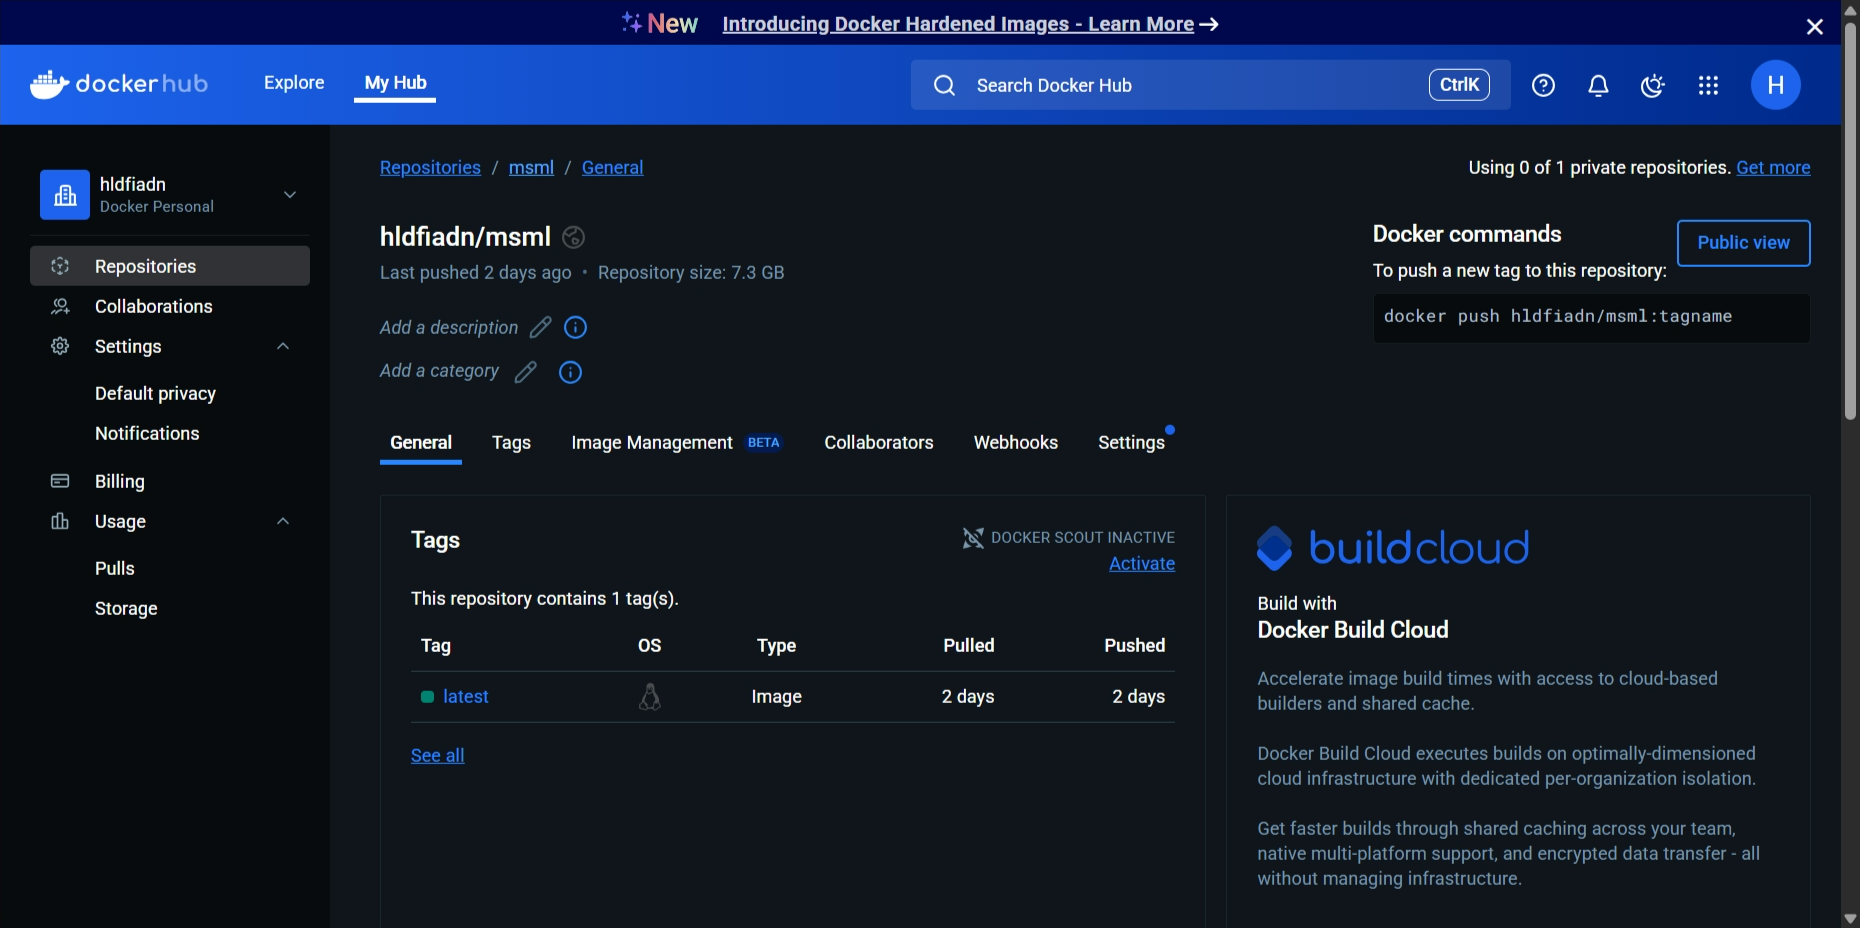 New Introducing Docker Hardened Images - Learn More →
docker hub
Explore
My Hub
Search Docker Hub
CtrlK
H
hldfiadn
Docker Personal
Repositories
Collaborations
Settings
Default privacy
Notifications
Billing
Usage
Pulls
Storage
Repositories / msml / General
Using 0 of 1 private repositories. Get more
hldfiadn/msml
Last pushed 2 days ago • Repository size: 7.3 GB
Add a description
Add a category
Docker commands
Public view
To push a new tag to this repository:
docker push hldfiadn/msml:tagname
General Tags Image Management BETA Collaborators Webhooks Settings
Tags
DOCKER SCOUT INACTIVE
Activate
This repository contains 1 tag(s).
Tag OS Type Pulled Pushed
latest Image 2 days 2 days
See all
buildcloud
Build with
Docker Build Cloud
Accelerate image build times with access to cloud-based
builders and shared cache.
Docker Build Cloud executes builds on optimally-dimensioned
cloud infrastructure with dedicated per-organization isolation.
Get faster builds through shared caching across your team,
native multi-platform support, and encrypted data transfer - all
without managing infrastructure.